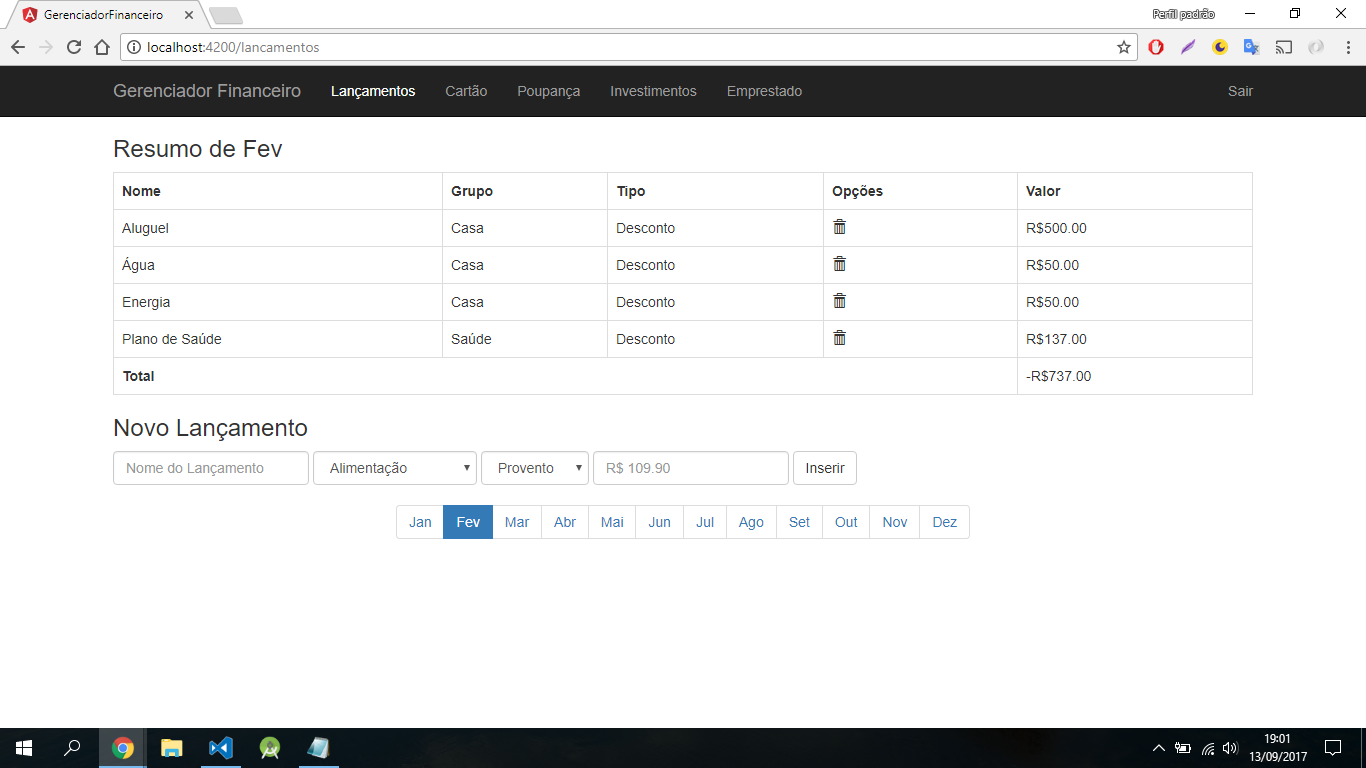 GerenciadorFinanceiro
Perfil padrão
localhost:4200/lancamentos
Gerenciador Financeiro Lançamentos Cartão Poupança Investimentos Emprestado Sair
Resumo de Fev
Nome Grupo Tipo Opções Valor
Aluguel Casa Desconto R$500.00
Água Casa Desconto R$50.00
Energia Casa Desconto R$50.00
Plano de Saúde Saúde Desconto R$137.00
Total -R$737.00
Novo Lançamento
Nome do Lançamento Alimentação Provento R$ 109.90 Inserir
Jan Fev Mar Abr Mai Jun Jul Ago Set Out Nov Dez
19:01
13/09/2017